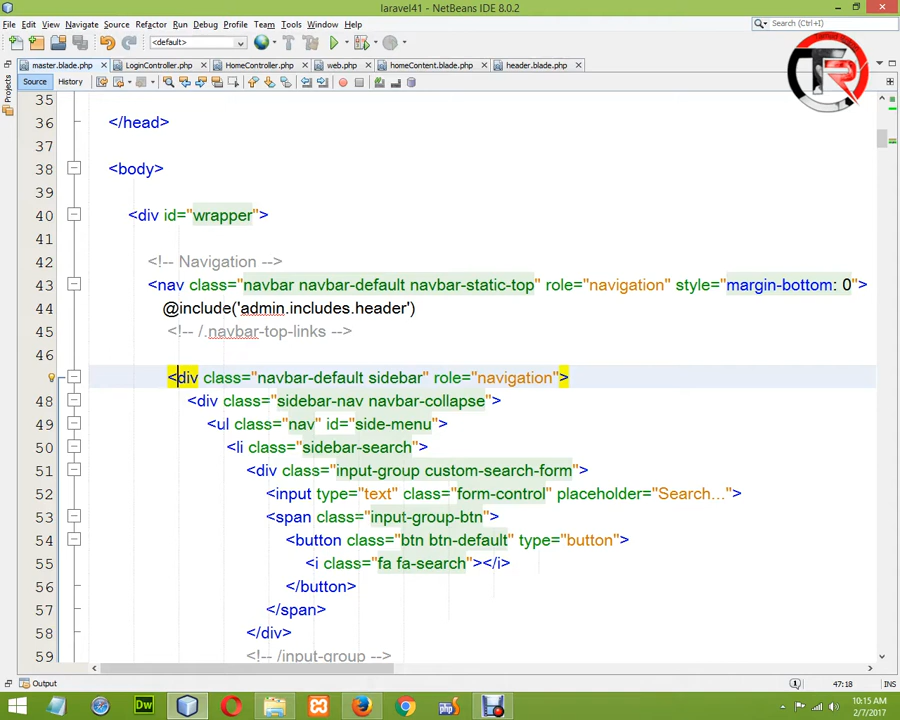 laravel41 - NetBeans IDE 8.0.2
File Edit View Navigate Source Refactor Run Debug Profile Team Tools Window Help
<default>
Search (Ctrl+I)
master.blade.php LoginController.php HomeController.php web.php homeContent.blade.php header.blade.php
Source History
Projects
35
36 </head>
37
38 <body>
39
40 <div id="wrapper">
41
42 <!-- Navigation -->
43 <nav class="navbar navbar-default navbar-static-top" role="navigation" style="margin-bottom: 0">
44 @include('admin.includes.header')
45 <!-- /.navbar-top-links -->
46
<div class="navbar-default sidebar" role="navigation">
48 <div class="sidebar-nav navbar-collapse">
49 <ul class="nav" id="side-menu">
50 <li class="sidebar-search">
51 <div class="input-group custom-search-form">
52 <input type="text" class="form-control" placeholder="Search...">
53 <span class="input-group-btn">
54 <button class="btn btn-default" type="button">
55 <i class="fa fa-search"></i>
56 </button>
57 </span>
58 </div>
59 <!-- /input-group -->
Output
47:18 INS
Dw
php
10:15 AM
2/7/2017